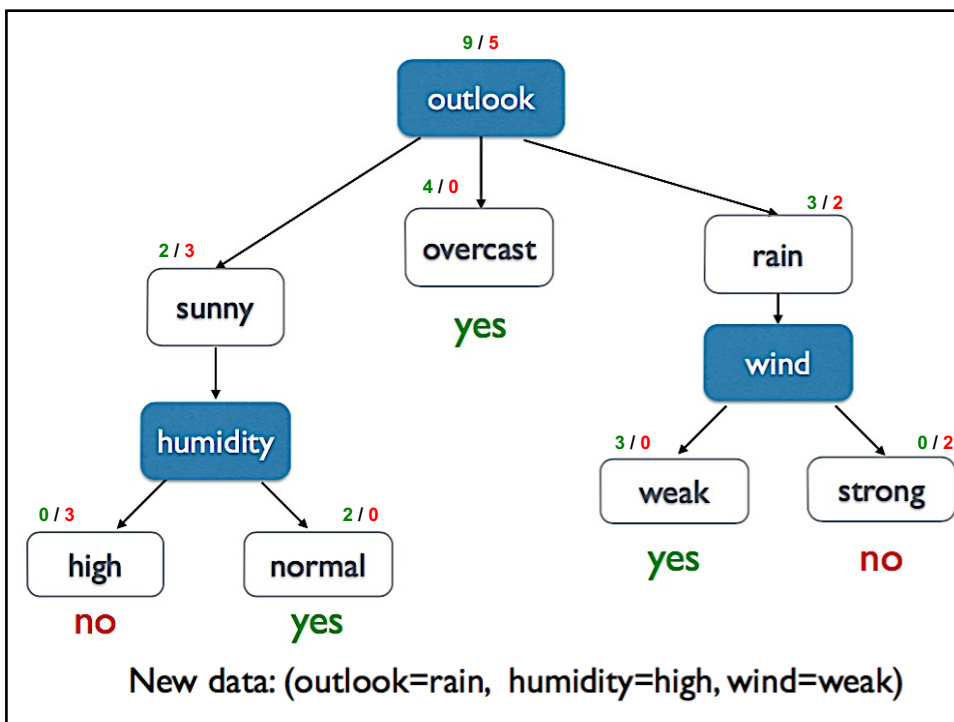 9 / 5
outlook
4 / 0
3 / 2
2 / 3
overcast
rain
sunny
yes
wind
humidity
3 / 0
0 / 2
weak
strong
0 / 3
2 / 0
high
normal
yes
no
no
yes
New data: (outlook=rain, humidity=high, wind=weak)